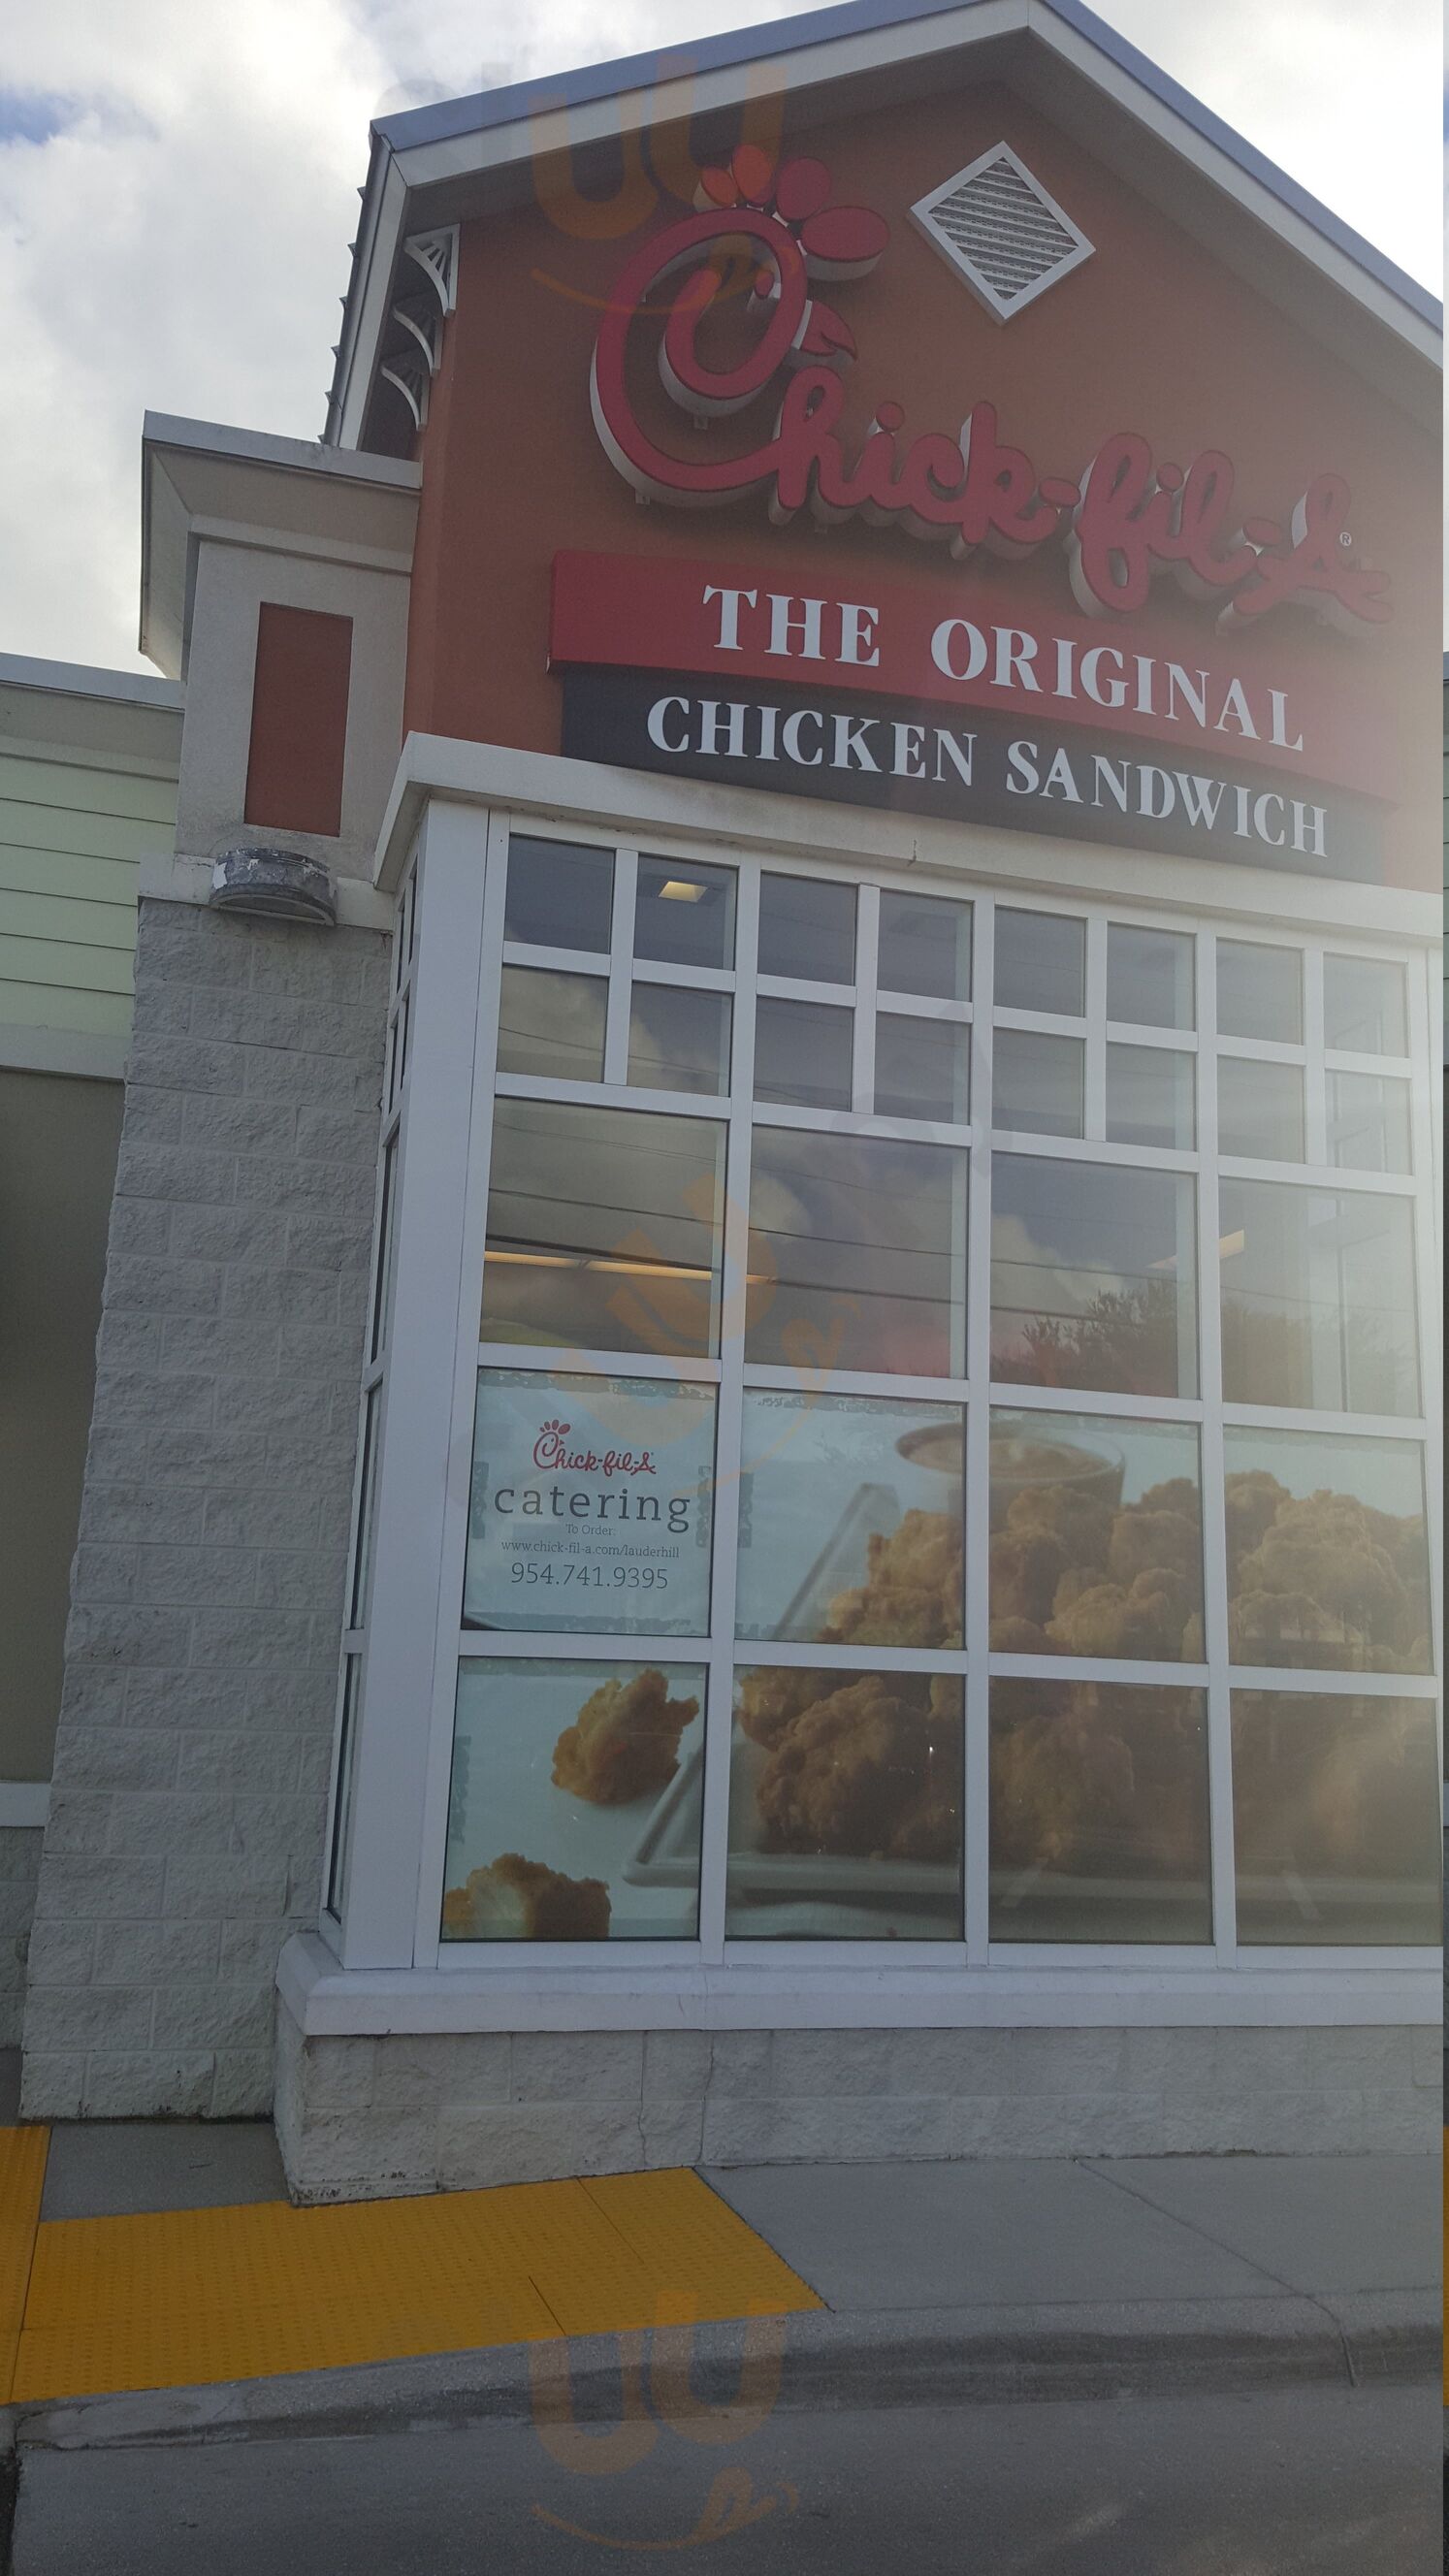 Chick-fil-A®
THE ORIGINAL
CHICKEN SANDWICH
Chick-fil-A
catering
To Order:
www.chick-fil-a.com/lauderhill
954.741.9395